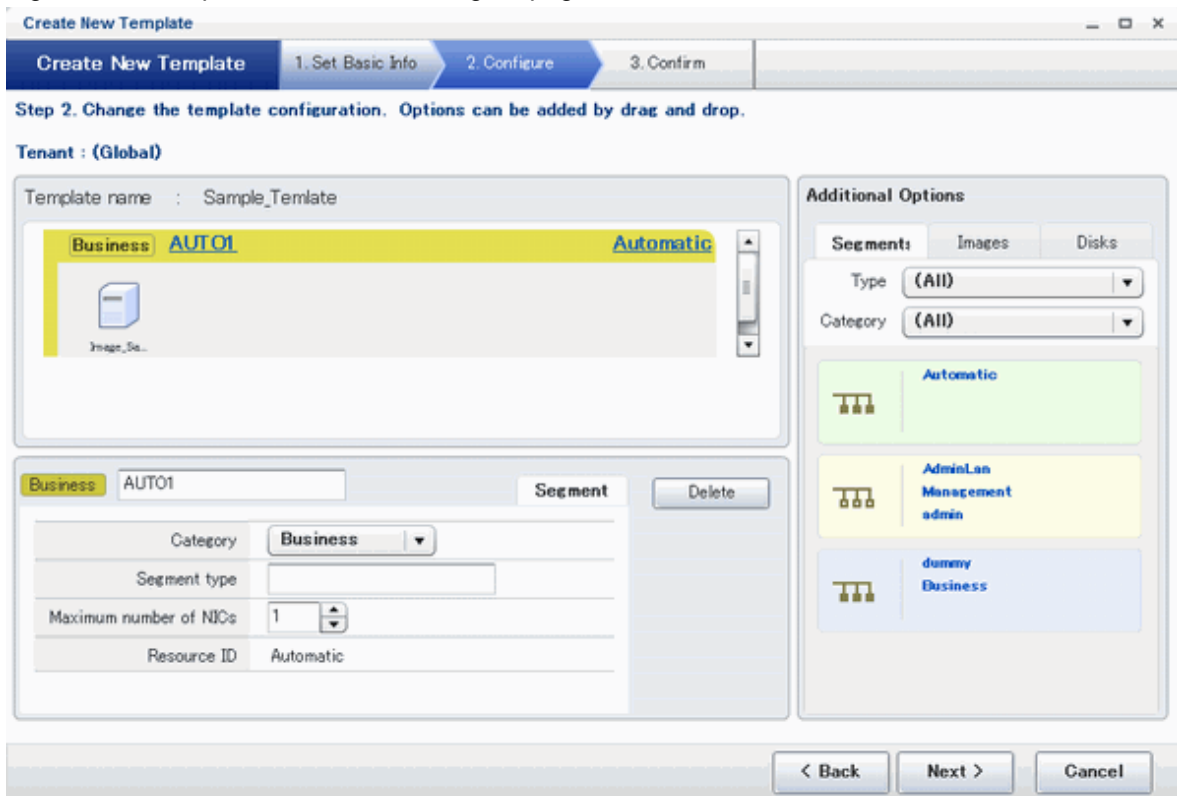 Create New Template
Create New Template 1. Set Basic Info 2. Configure 3. Confirm
Step 2. Change the template configuration. Options can be added by drag and drop.
Tenant : (Global)
Template name : Sample_Temlate
Business AUTO1 Automatic
Image_Sa...
Business AUTO1 Segment Delete
Category Business
Segment type
Maximum number of NICs 1
Resource ID Automatic
Additional Options
Segments Images Disks
Type (All)
Category (All)
Automatic
AdminLan
Management
admin
dummy
Business
< Back Next > Cancel